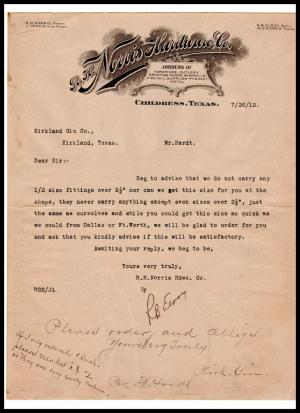 R.H. Norris Hardware Co.
JOBBERS OF
HARDWARE, CUTLERY
CHILDRESS, TEXAS.
7/26/12.
Kirkland Gin Co.,
Kirkland, Texas. Mr.Hardt.
Dear Sir:-
Beg to advise that we do not carry any
1/2 size fittings over 2½" nor can we get this size for you at the
shops, they never carry anything except even sizes over 2½", just
the same as ourselves and while you could get this size as quick as
we could from Dallas or Ft.Worth, we will be glad to order for you
and ask that you kindly advise if this will be satisfactory.
Awaiting your reply, we beg to be,
Yours very truly,
R.H.Norris Hdwe. Co.
By
RBE/JL
Please order, and oblige
Yours very Truly
Kirk. Gin.
Per Hardt